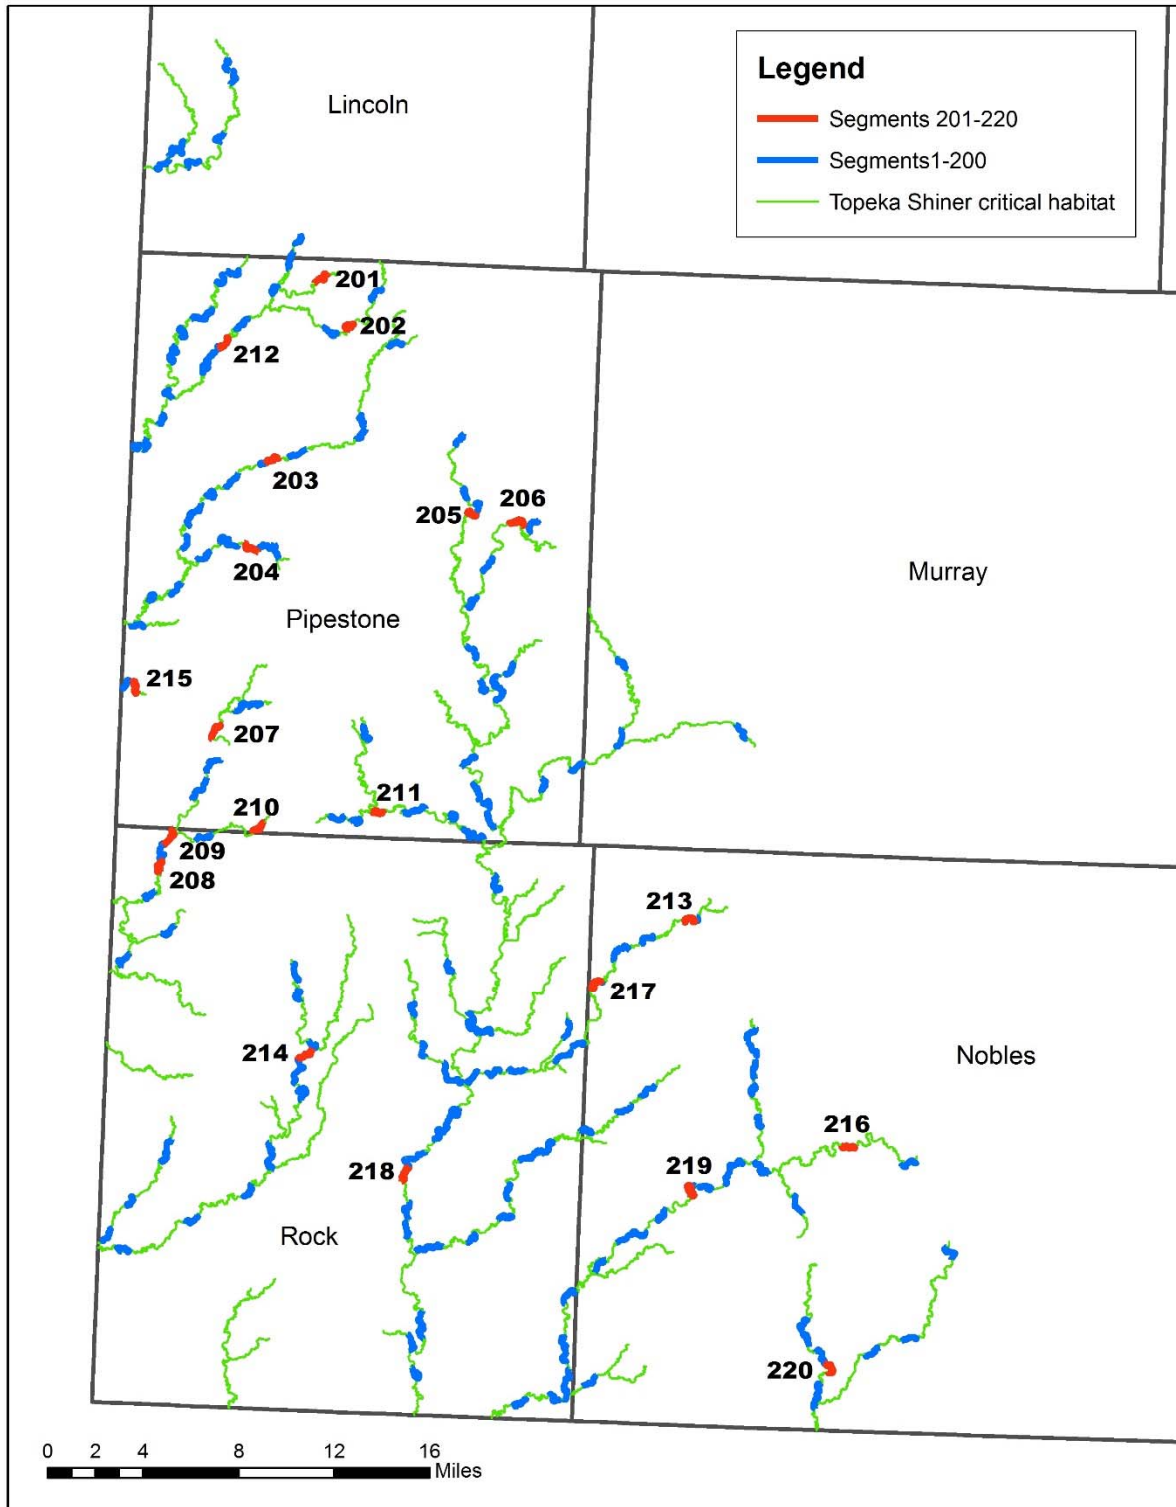 Legend
Segments 201-220
Segments1-200
Topeka Shiner critical habitat
Lincoln
201
202
212
203
205
206
204
Murray
Pipestone
215
207
211
210
209
208
213
217
214
Nobles
216
218
219
Rock
220
0 2 4 8 12 16
Miles